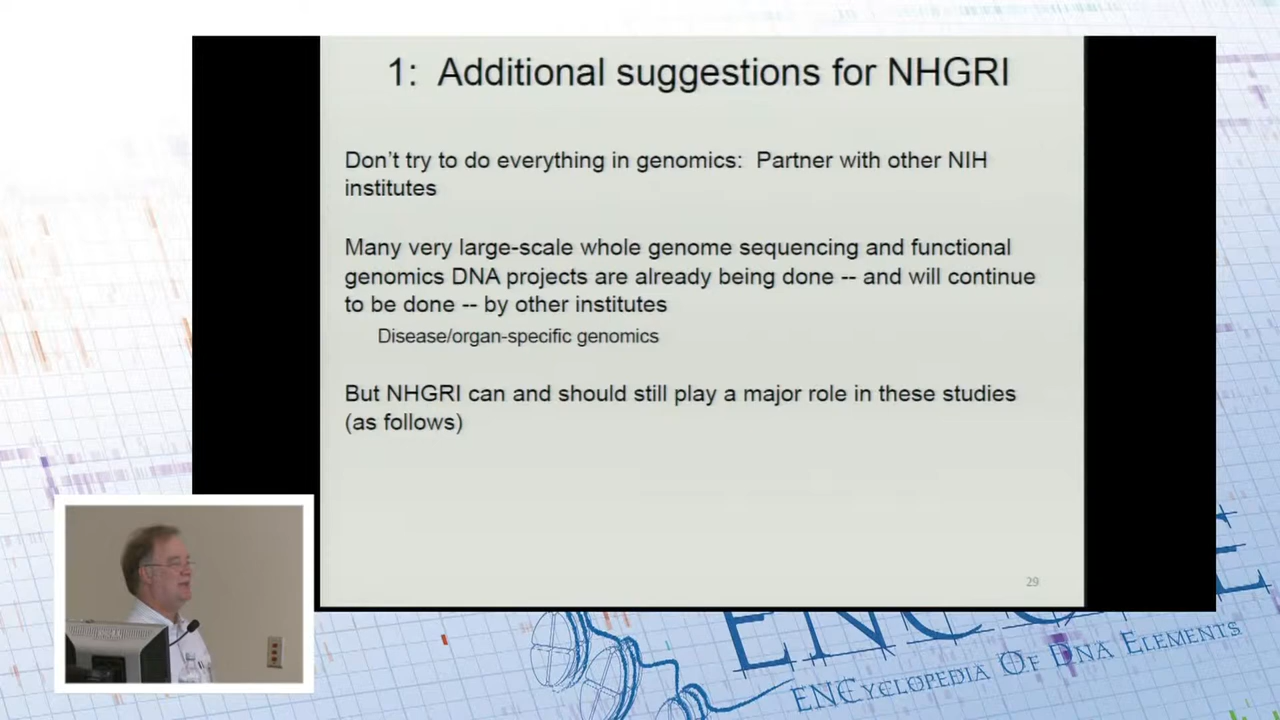 1: Additional suggestions for NHGRI
Don't try to do everything in genomics: Partner with other NIH
institutes
Many very large-scale whole genome sequencing and functional
genomics DNA projects are already being done -- and will continue
to be done -- by other institutes
Disease/organ-specific genomics
But NHGRI can and should still play a major role in these studies
(as follows)
29
ENCODE
ENCYCLOPEDIA OF DNA ELEMENTS